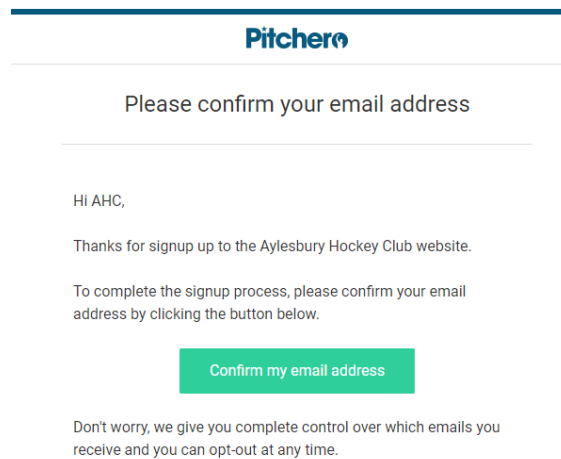 Pitchero
Please confirm your email address
Hi AHC,
Thanks for signup up to the Aylesbury Hockey Club website.
To complete the signup process, please confirm your email
address by clicking the button below.
Confirm my email address
Don't worry, we give you complete control over which emails you
receive and you can opt-out at any time.